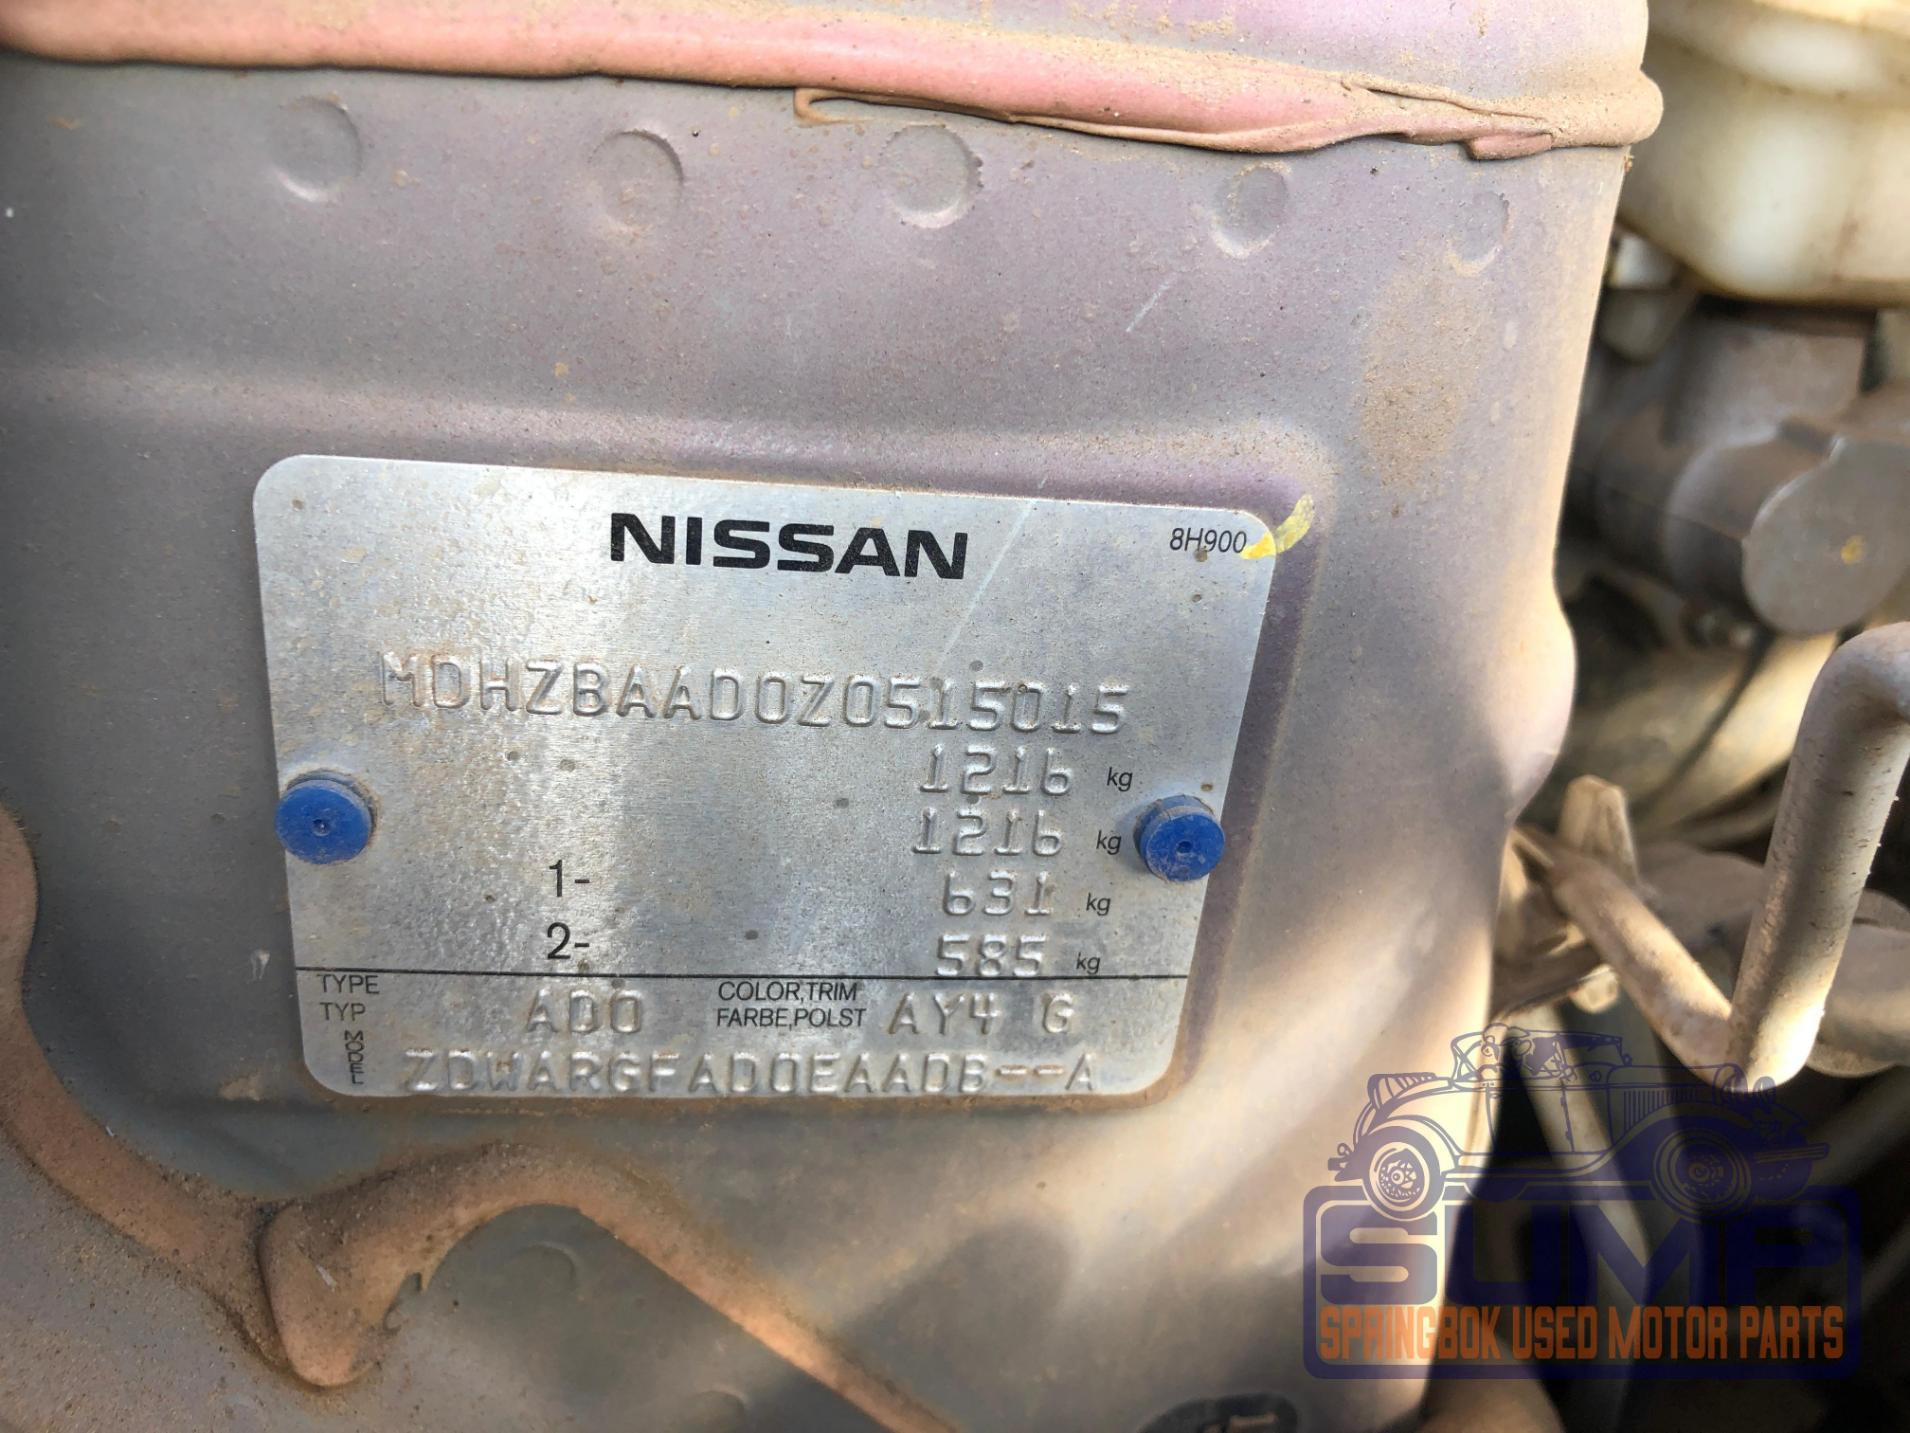 NISSAN
8H900
MDHZBAAD0Z0515015
1216 kg
1216 kg
1- 631 kg
2- 585 kg
TYPE
TYP
AD0
COLOR,TRIM
FARBE,POLST
AY4 G
MODEL
ZDWARGFAD0EAADB--A
SUMP
SPRINGBOK USED MOTOR PARTS